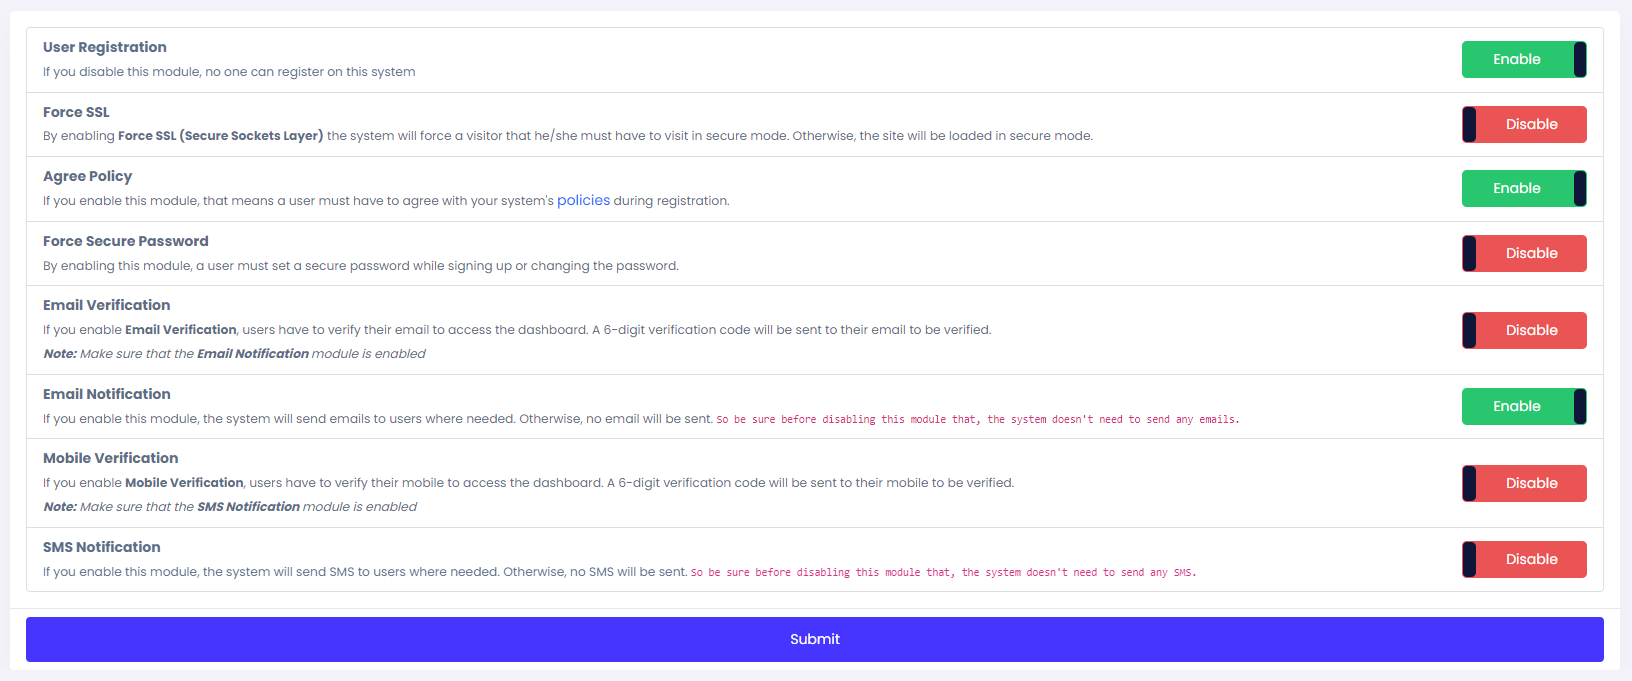 User Registration
If you disable this module, no one can register on this system
Enable
Force SSL
By enabling Force SSL (Secure Sockets Layer) the system will force a visitor that he/she must have to visit in secure mode. Otherwise, the site will be loaded in secure mode.
Disable
Agree Policy
If you enable this module, that means a user must have to agree with your system's policies during registration.
Enable
Force Secure Password
By enabling this module, a user must set a secure password while signing up or changing the password.
Disable
Email Verification
If you enable Email Verification, users have to verify their email to access the dashboard. A 6-digit verification code will be sent to their email to be verified.
Note: Make sure that the Email Notification module is enabled
Disable
Email Notification
If you enable this module, the system will send emails to users where needed. Otherwise, no email will be sent. So be sure before disabling this module that, the system doesn't need to send any emails.
Enable
Mobile Verification
If you enable Mobile Verification, users have to verify their mobile to access the dashboard. A 6-digit verification code will be sent to their mobile to be verified.
Note: Make sure that the SMS Notification module is enabled
Disable
SMS Notification
If you enable this module, the system will send SMS to users where needed. Otherwise, no SMS will be sent. So be sure before disabling this module that, the system doesn't need to send any SMS.
Disable
Submit